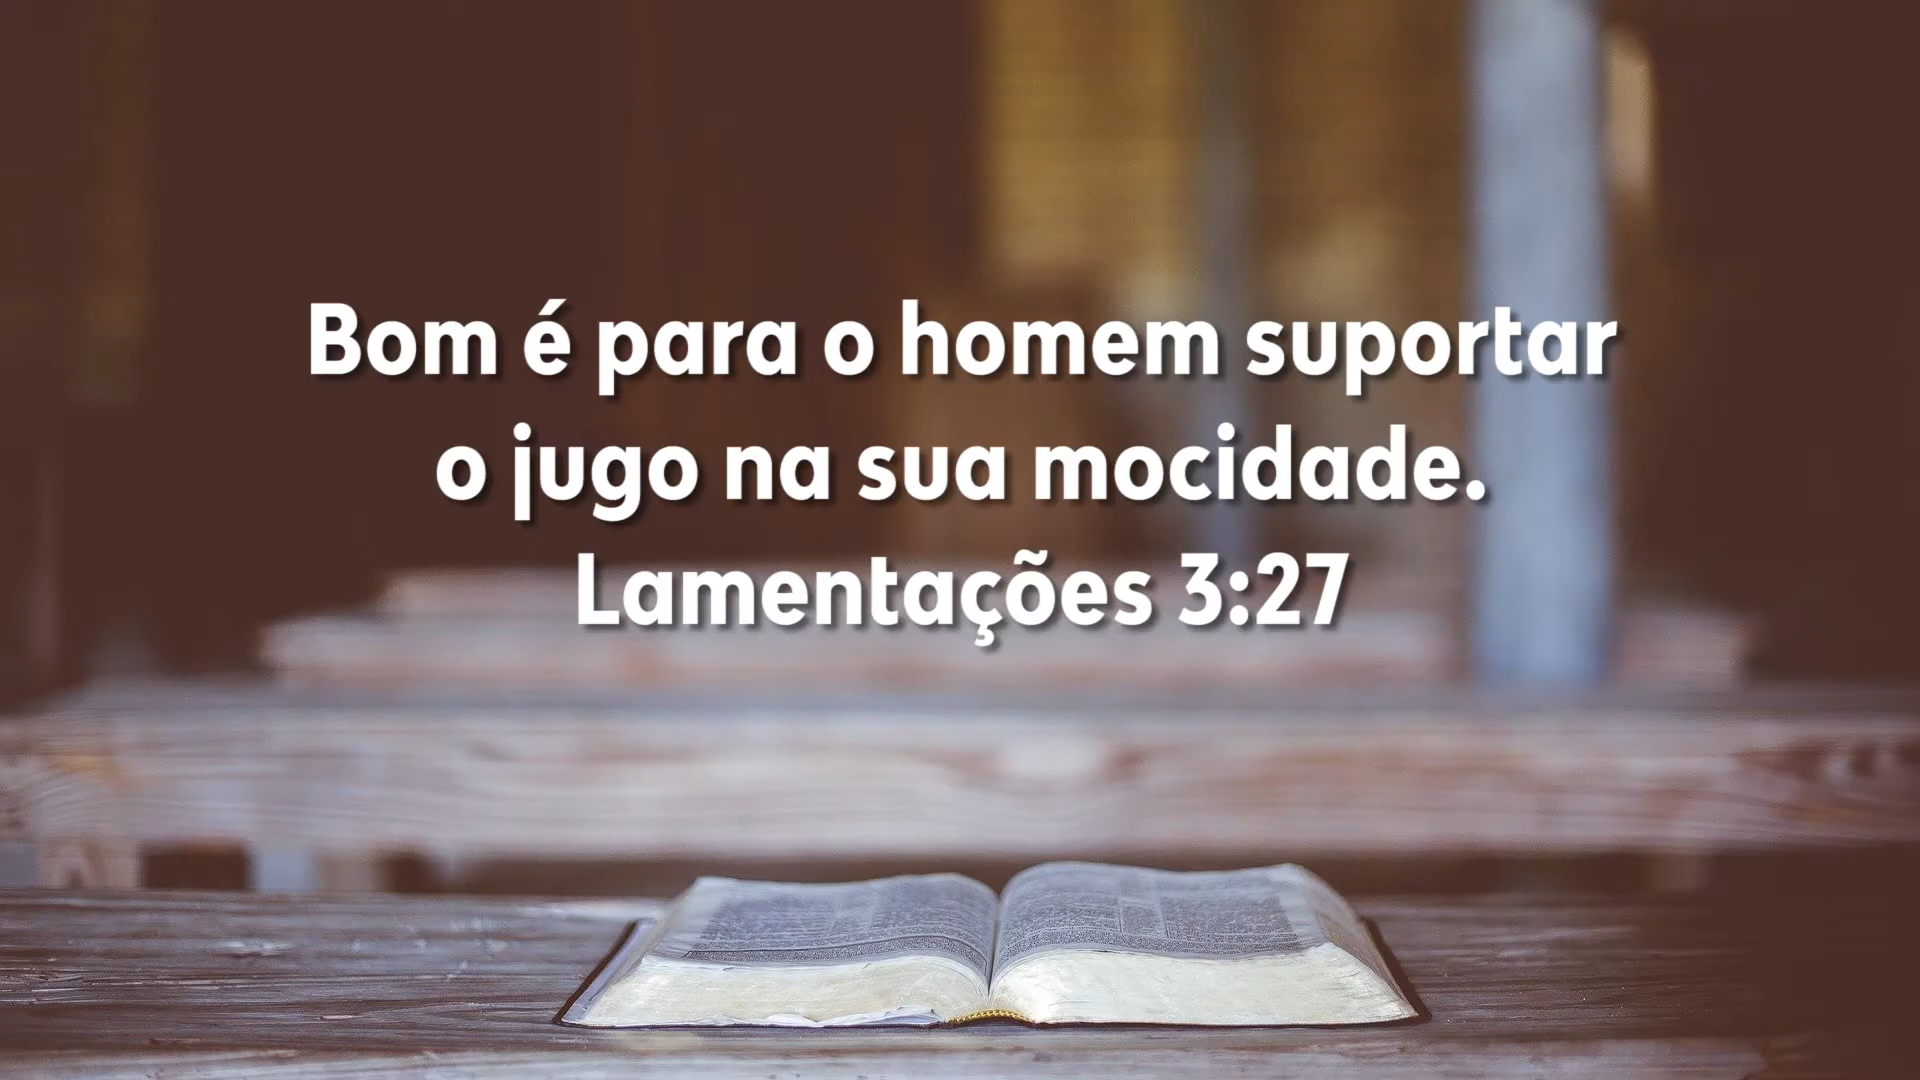 Bom é para o homem suportar
o jugo na sua mocidade.
Lamentações 3:27